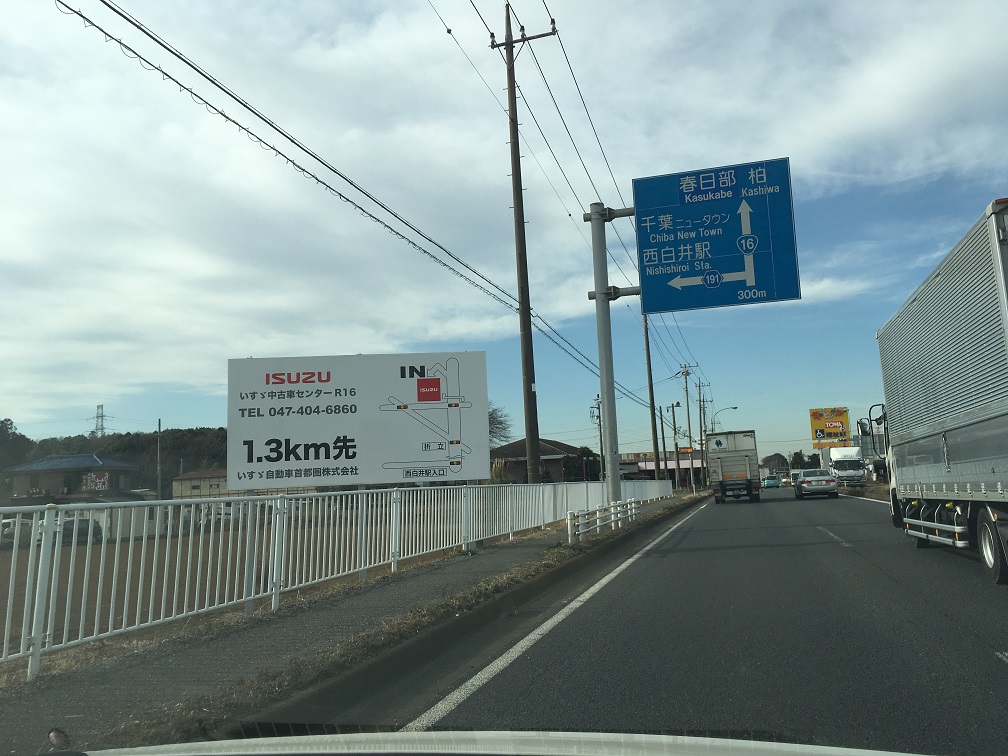 春日部 柏
Kasukabe Kashiwa
千葉ニュータウン
Chiba New Town
16
西白井駅
Nishishiroi Sta.
191
300m
ISUZU
いすゞ中古車センターR16
TEL 047-404-6860
1.3km先
いすゞ自動車首都圏株式会社
IN
ISUZU
折立
西白井駅入口
TOWA